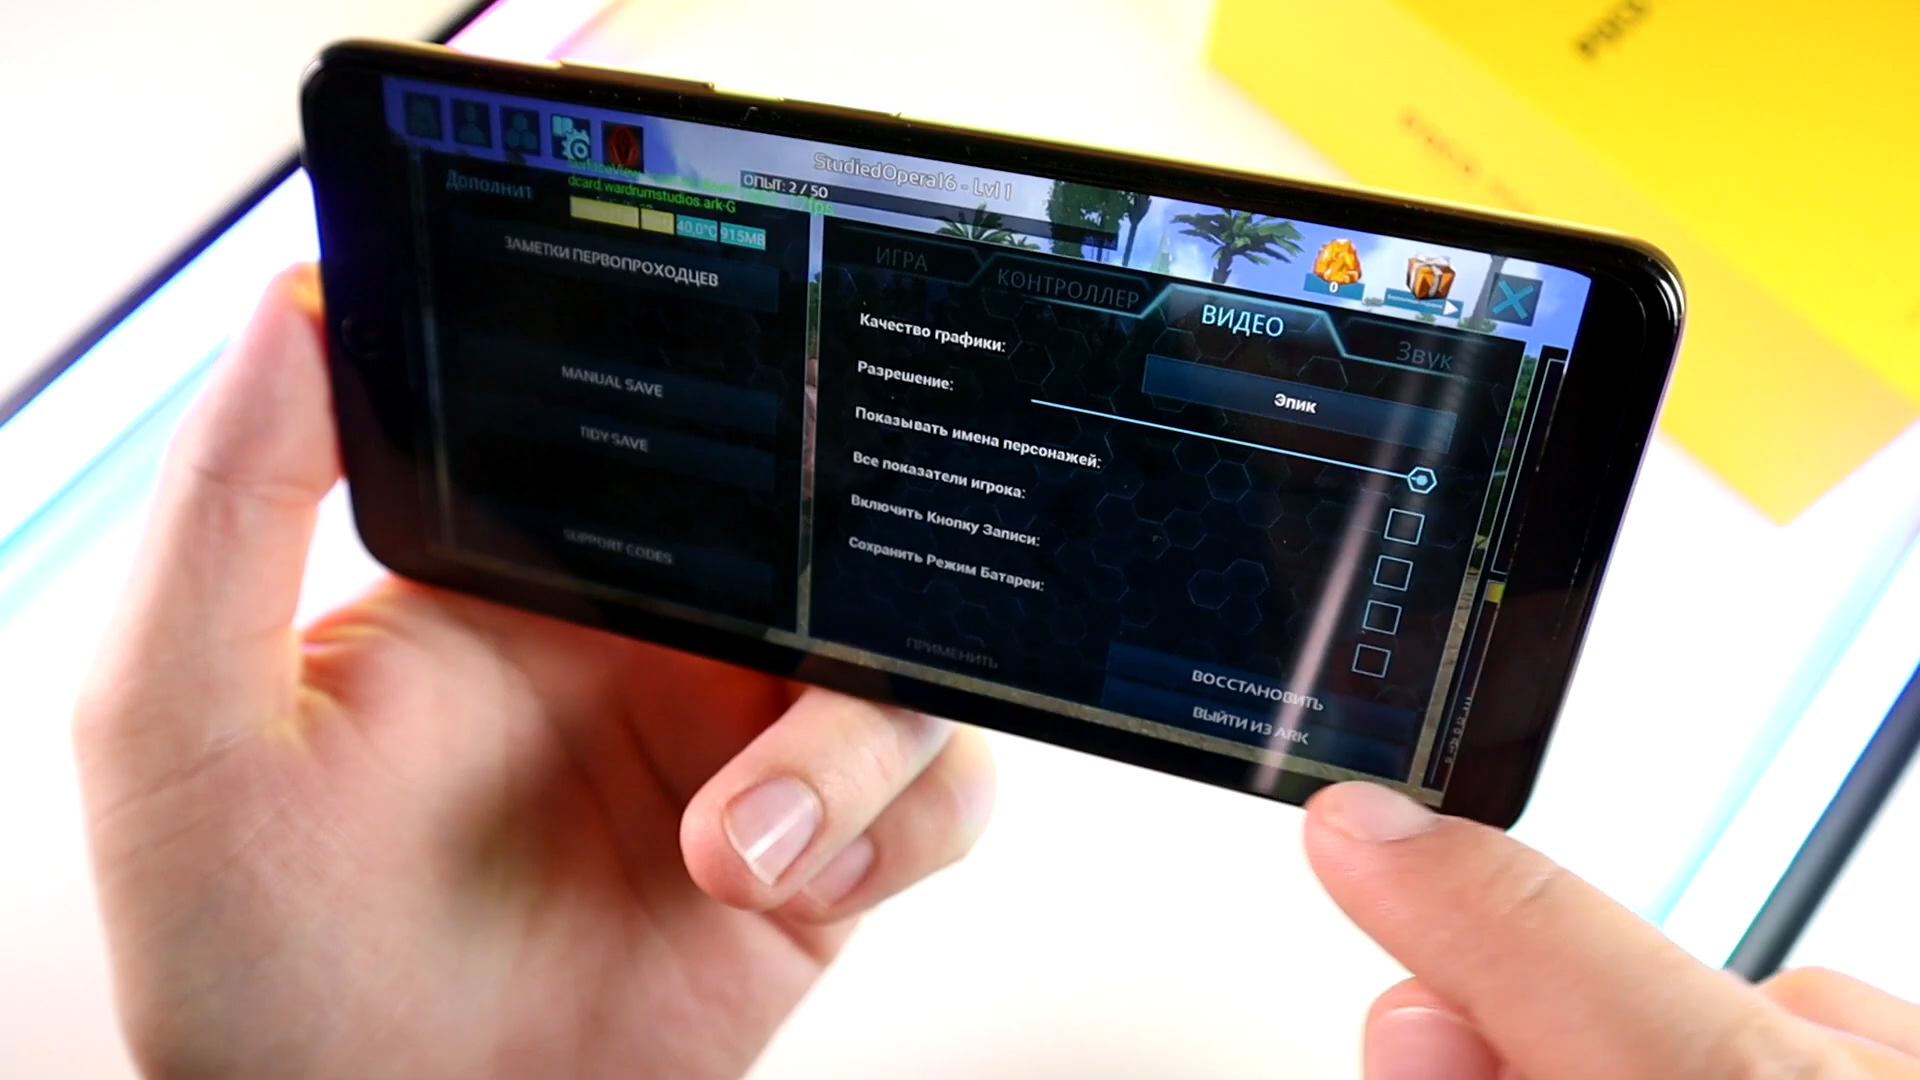 StudiedOpera16 - Lvl 1
ОПЫТ: 2 / 50
Дополнит
dcard.wardrumstudios.ark-G
40.0°C 915MB
ЗАМЕТКИ ПЕРВОПРОХОДЦЕВ
MANUAL SAVE
TIDY SAVE
SUPPORT CODES
0
ИГРА
КОНТРОЛЛЕР
ВИДЕО
Звук
Качество графики:
Эпик
Разрешение:
Показывать имена персонажей:
Все показатели игрока:
Включить Кнопку Записи:
Сохранить Режим Батареи:
ПРИМЕНИТЬ
ВОССТАНОВИТЬ
ВЫЙТИ ИЗ ARK